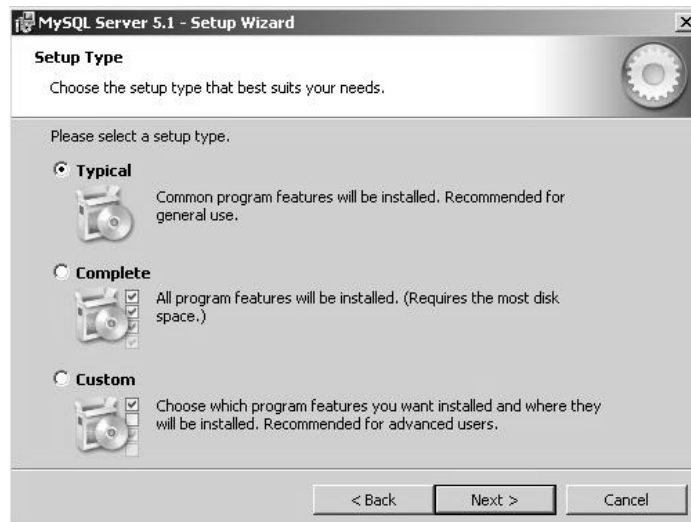 MySQL Server 5.1 - Setup Wizard
Setup Type
Choose the setup type that best suits your needs.
Please select a setup type.
Typical
Common program features will be installed. Recommended for
general use.
Complete
All program features will be installed. (Requires the most disk
space.)
Custom
Choose which program features you want installed and where they
will be installed. Recommended for advanced users.
< Back
Next >
Cancel